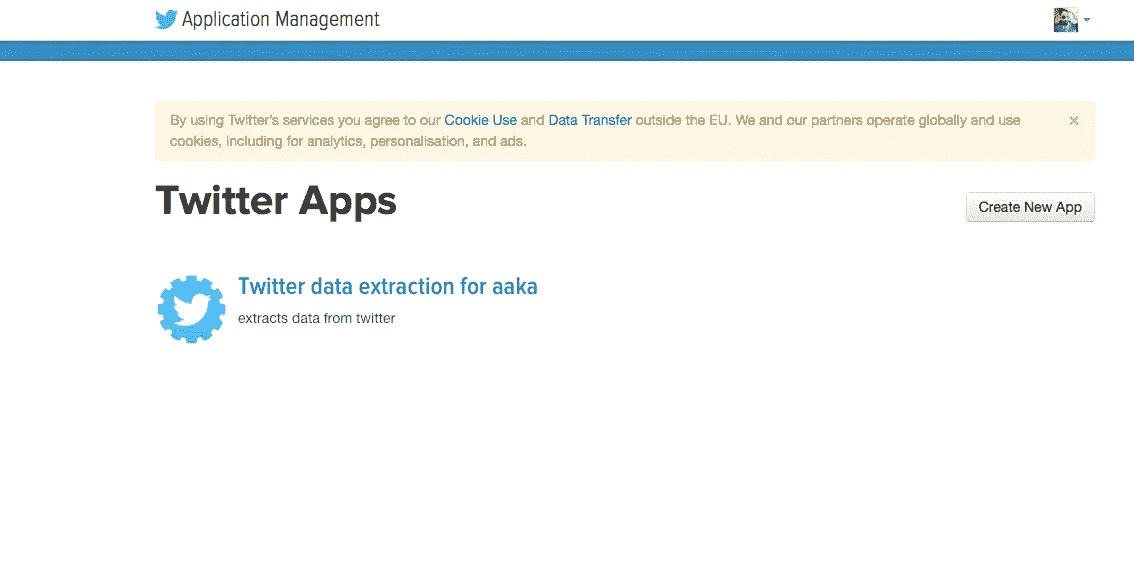 Application Management
By using Twitter's services you agree to our Cookie Use and Data Transfer outside the EU. We and our partners operate globally and use
cookies, including for analytics, personalisation, and ads.
×
Twitter Apps
Create New App
Twitter data extraction for aaka
extracts data from twitter